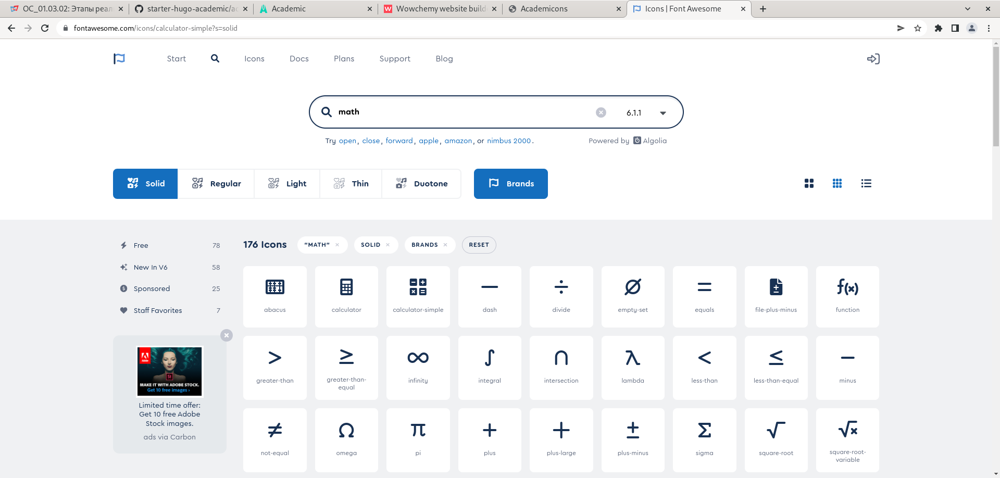 ОС_01.03.02: Этапы реал
starter-hugo-academic/ac
Academic
Wowchemy website build
Academicons
Icons | Font Awesome
fontawesome.com/icons/calculator-simple?s=solid
Start
Icons
Docs
Plans
Support
Blog
math
6.1.1
Try open, close, forward, apple, amazon, or nimbus 2000.
Powered by Algolia
Solid
Regular
Light
Thin
Duotone
Brands
Free 78
New In V6 58
Sponsored 25
Staff Favorites 7
176 Icons
"MATH" ×
SOLID ×
BRANDS ×
RESET
abacus
calculator
calculator-simple
dash
divide
empty-set
equals
file-plus-minus
function
f(x)
greater-than
greater-than-
equal
infinity
integral
intersection
lambda
less-than
less-than-equal
minus
not-equal
omega
pi
plus
plus-large
plus-minus
sigma
square-root
square-root-
variable
Adobe
St
MAKE IT WITH ADOBE STOCK.
Get 10 free images ›
Limited time offer:
Get 10 free Adobe
Stock images.
ads via Carbon